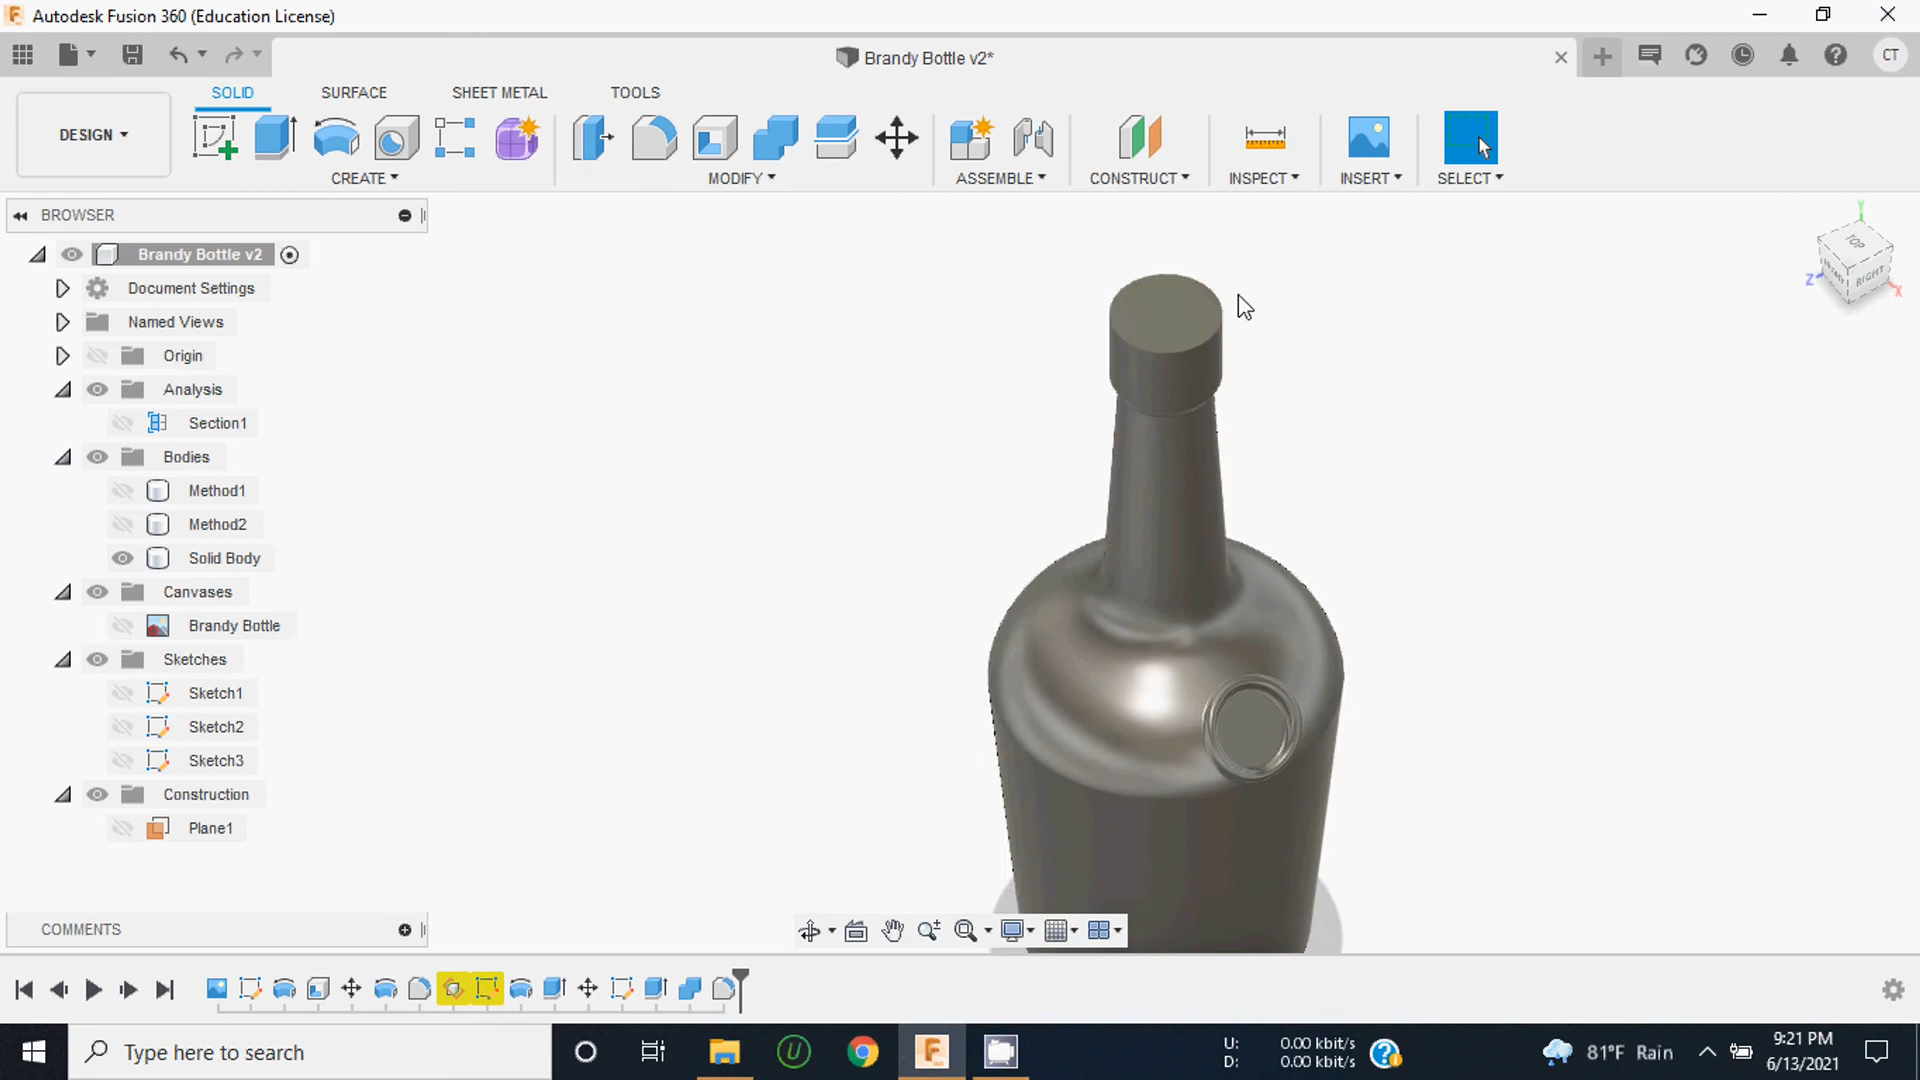 Autodesk Fusion 360 (Education License)
Brandy Bottle v2*
CT
SOLID SURFACE SHEET METAL TOOLS
DESIGN
CREATE MODIFY ASSEMBLE CONSTRUCT INSPECT INSERT SELECT
BROWSER
Brandy Bottle v2
Document Settings
Named Views
Origin
Analysis
Section1
Bodies
Method1
Method2
Solid Body
Canvases
Brandy Bottle
Sketches
Sketch1
Sketch2
Sketch3
Construction
Plane1
COMMENTS
Y
TOP
RIGHT
Z
X
Type here to search
U: 0.00 kbit/s
D: 0.00 kbit/s
81°F Rain
9:21 PM
6/13/2021